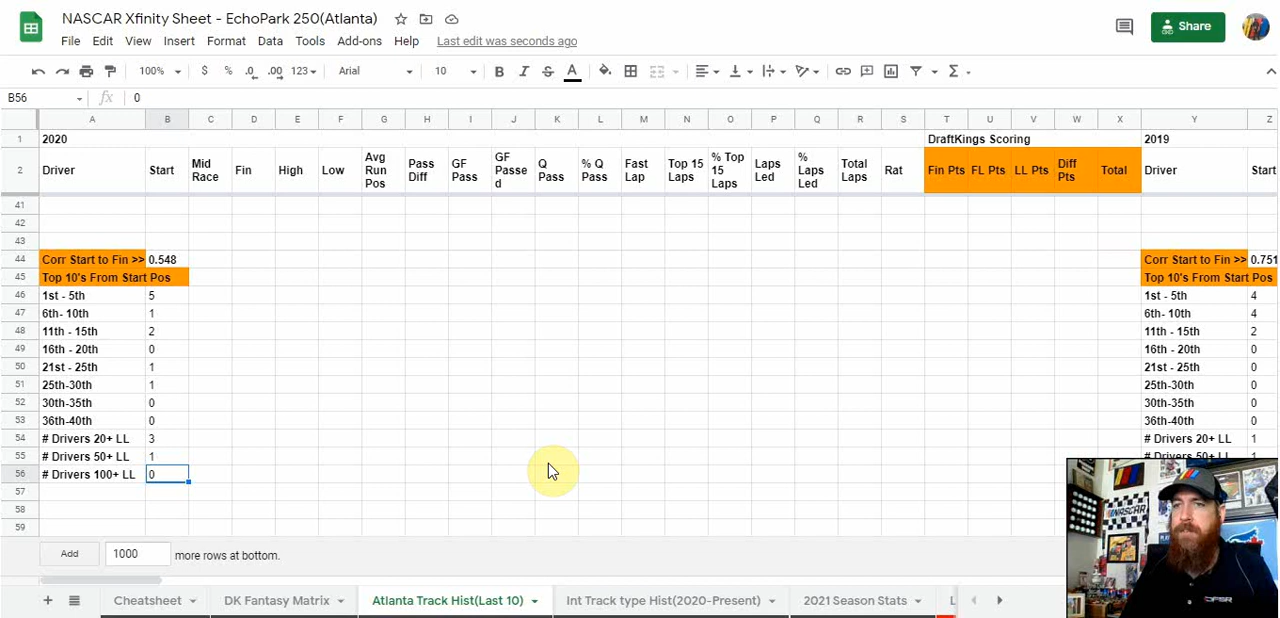 NASCAR Xfinity Sheet - EchoPark 250(Atlanta)
File Edit View Insert Format Data Tools Add-ons Help Last edit was seconds ago
Share
100% $ % .0 .00 123 Arial 10 B I S A
B56 fx 0
A B C D E F G H I J K L M N O P Q R S T U V W X Y Z
1 2020 DraftKings Scoring 2019
2 Driver Start Mid Race Fin High Low Avg Run Pos Pass Diff GF Pass GF Passe d Q Pass % Q Pass Fast Lap Top 15 Laps % Top 15 Laps Laps Led % Laps Led Total Laps Rat Fin Pts FL Pts LL Pts Diff Pts Total Driver Start
41
42
43
44 Corr Start to Fin >> 0.548 Corr Start to Fin >> 0.751
45 Top 10's From Start Pos Top 10's From Start Pos
46 1st - 5th 5 1st - 5th 4
47 6th- 10th 1 6th- 10th 4
48 11th - 15th 2 11th - 15th 2
49 16th - 20th 0 16th - 20th 0
50 21st - 25th 1 21st - 25th 0
51 25th-30th 1 25th-30th 0
52 30th-35th 0 30th-35th 0
53 36th-40th 0 36th-40th 0
54 # Drivers 20+ LL 3 # Drivers 20+ LL 1
55 # Drivers 50+ LL 1 # Drivers 50+ LL 1
56 # Drivers 100+ LL 0
57
58
59
Add 1000 more rows at bottom.
Cheatsheet DK Fantasy Matrix Atlanta Track Hist(Last 10) Int Track type Hist(2020-Present) 2021 Season Stats L
NASCAR
DFSR